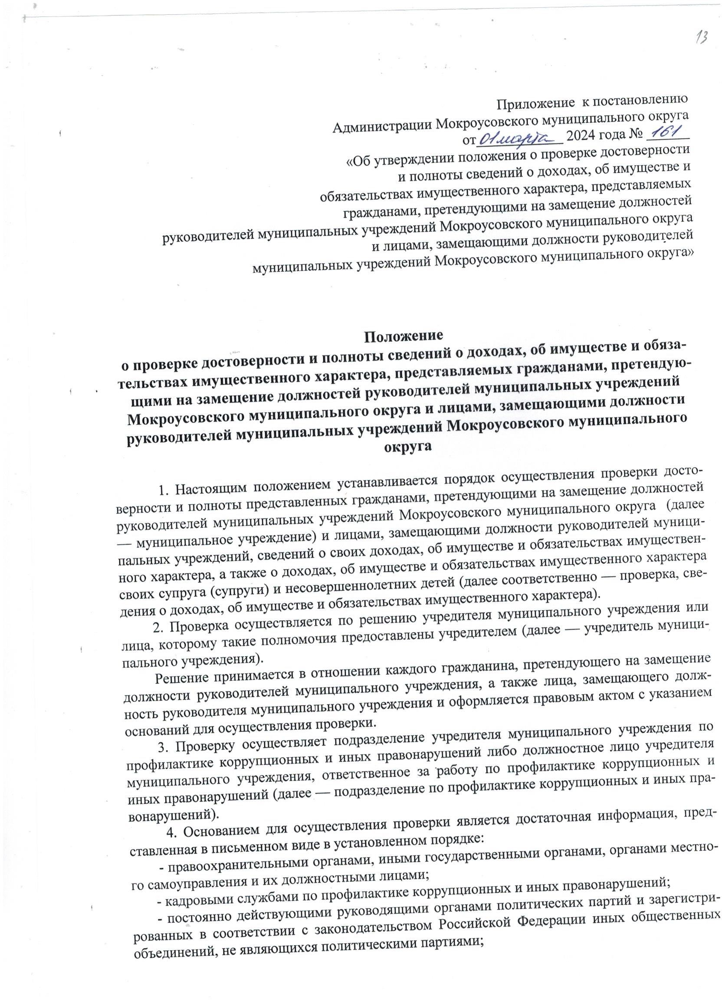 13
Приложение к постановлению
Администрации Мокроусовского муниципального округа
от 01 марта 2024 года № 161
«Об утверждении положения о проверке достоверности
и полноты сведений о доходах, об имуществе и
обязательствах имущественного характера, представляемых
гражданами, претендующими на замещение должностей
руководителей муниципальных учреждений Мокроусовского муниципального округа
и лицами, замещающими должности руководителей
муниципальных учреждений Мокроусовского муниципального округа»
Положение
о проверке достоверности и полноты сведений о доходах, об имуществе и обяза-
тельствах имущественного характера, представляемых гражданами, претендую-
щими на замещение должностей руководителей муниципальных учреждений
Мокроусовского муниципального округа и лицами, замещающими должности
руководителей муниципальных учреждений Мокроусовского муниципального
округа
1. Настоящим положением устанавливается порядок осуществления проверки досто-
верности и полноты представленных гражданами, претендующими на замещение должностей
руководителей муниципальных учреждений Мокроусовского муниципального округа (далее
— муниципальное учреждение) и лицами, замещающими должности руководителей муници-
пальных учреждений, сведений о своих доходах, об имуществе и обязательствах имуществен-
ного характера, а также о доходах, об имуществе и обязательствах имущественного характера
своих супруга (супруги) и несовершеннолетних детей (далее соответственно — проверка, све-
дения о доходах, об имуществе и обязательствах имущественного характера).
2. Проверка осуществляется по решению учредителя муниципального учреждения или
лица, которому такие полномочия предоставлены учредителем (далее — учредитель муници-
пального учреждения).
Решение принимается в отношении каждого гражданина, претендующего на замещение
должности руководителей муниципального учреждения, а также лица, замещающего долж-
ность руководителя муниципального учреждения и оформляется правовым актом с указанием
оснований для осуществления проверки.
3. Проверку осуществляет подразделение учредителя муниципального учреждения по
профилактике коррупционных и иных правонарушений либо должностное лицо учредителя
муниципального учреждения, ответственное за работу по профилактике коррупционных и
иных правонарушений (далее — подразделение по профилактике коррупционных и иных пра-
вонарушений).
4. Основанием для осуществления проверки является достаточная информация, пред-
ставленная в письменном виде в установленном порядке:
- правоохранительными органами, иными государственными органами, органами местно-
го самоуправления и их должностными лицами;
- кадровыми службами по профилактике коррупционных и иных правонарушений;
- постоянно действующими руководящими органами политических партий и зарегистри-
рованных в соответствии с законодательством Российской Федерации иных общественных
объединений, не являющихся политическими партиями;